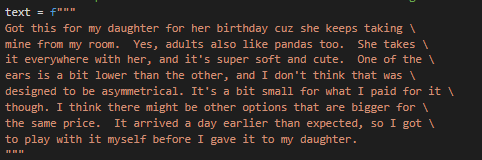 text = f"""
Got this for my daughter for her birthday cuz she keeps taking \
mine from my room.  Yes, adults also like pandas too.  She takes \
it everywhere with her, and it's super soft and cute.  One of the \
ears is a bit lower than the other, and I don't think that was \
designed to be asymmetrical. It's a bit small for what I paid for it \
though. I think there might be other options that are bigger for \
the same price.  It arrived a day earlier than expected, so I got \
to play with it myself before I gave it to my daughter.
"""